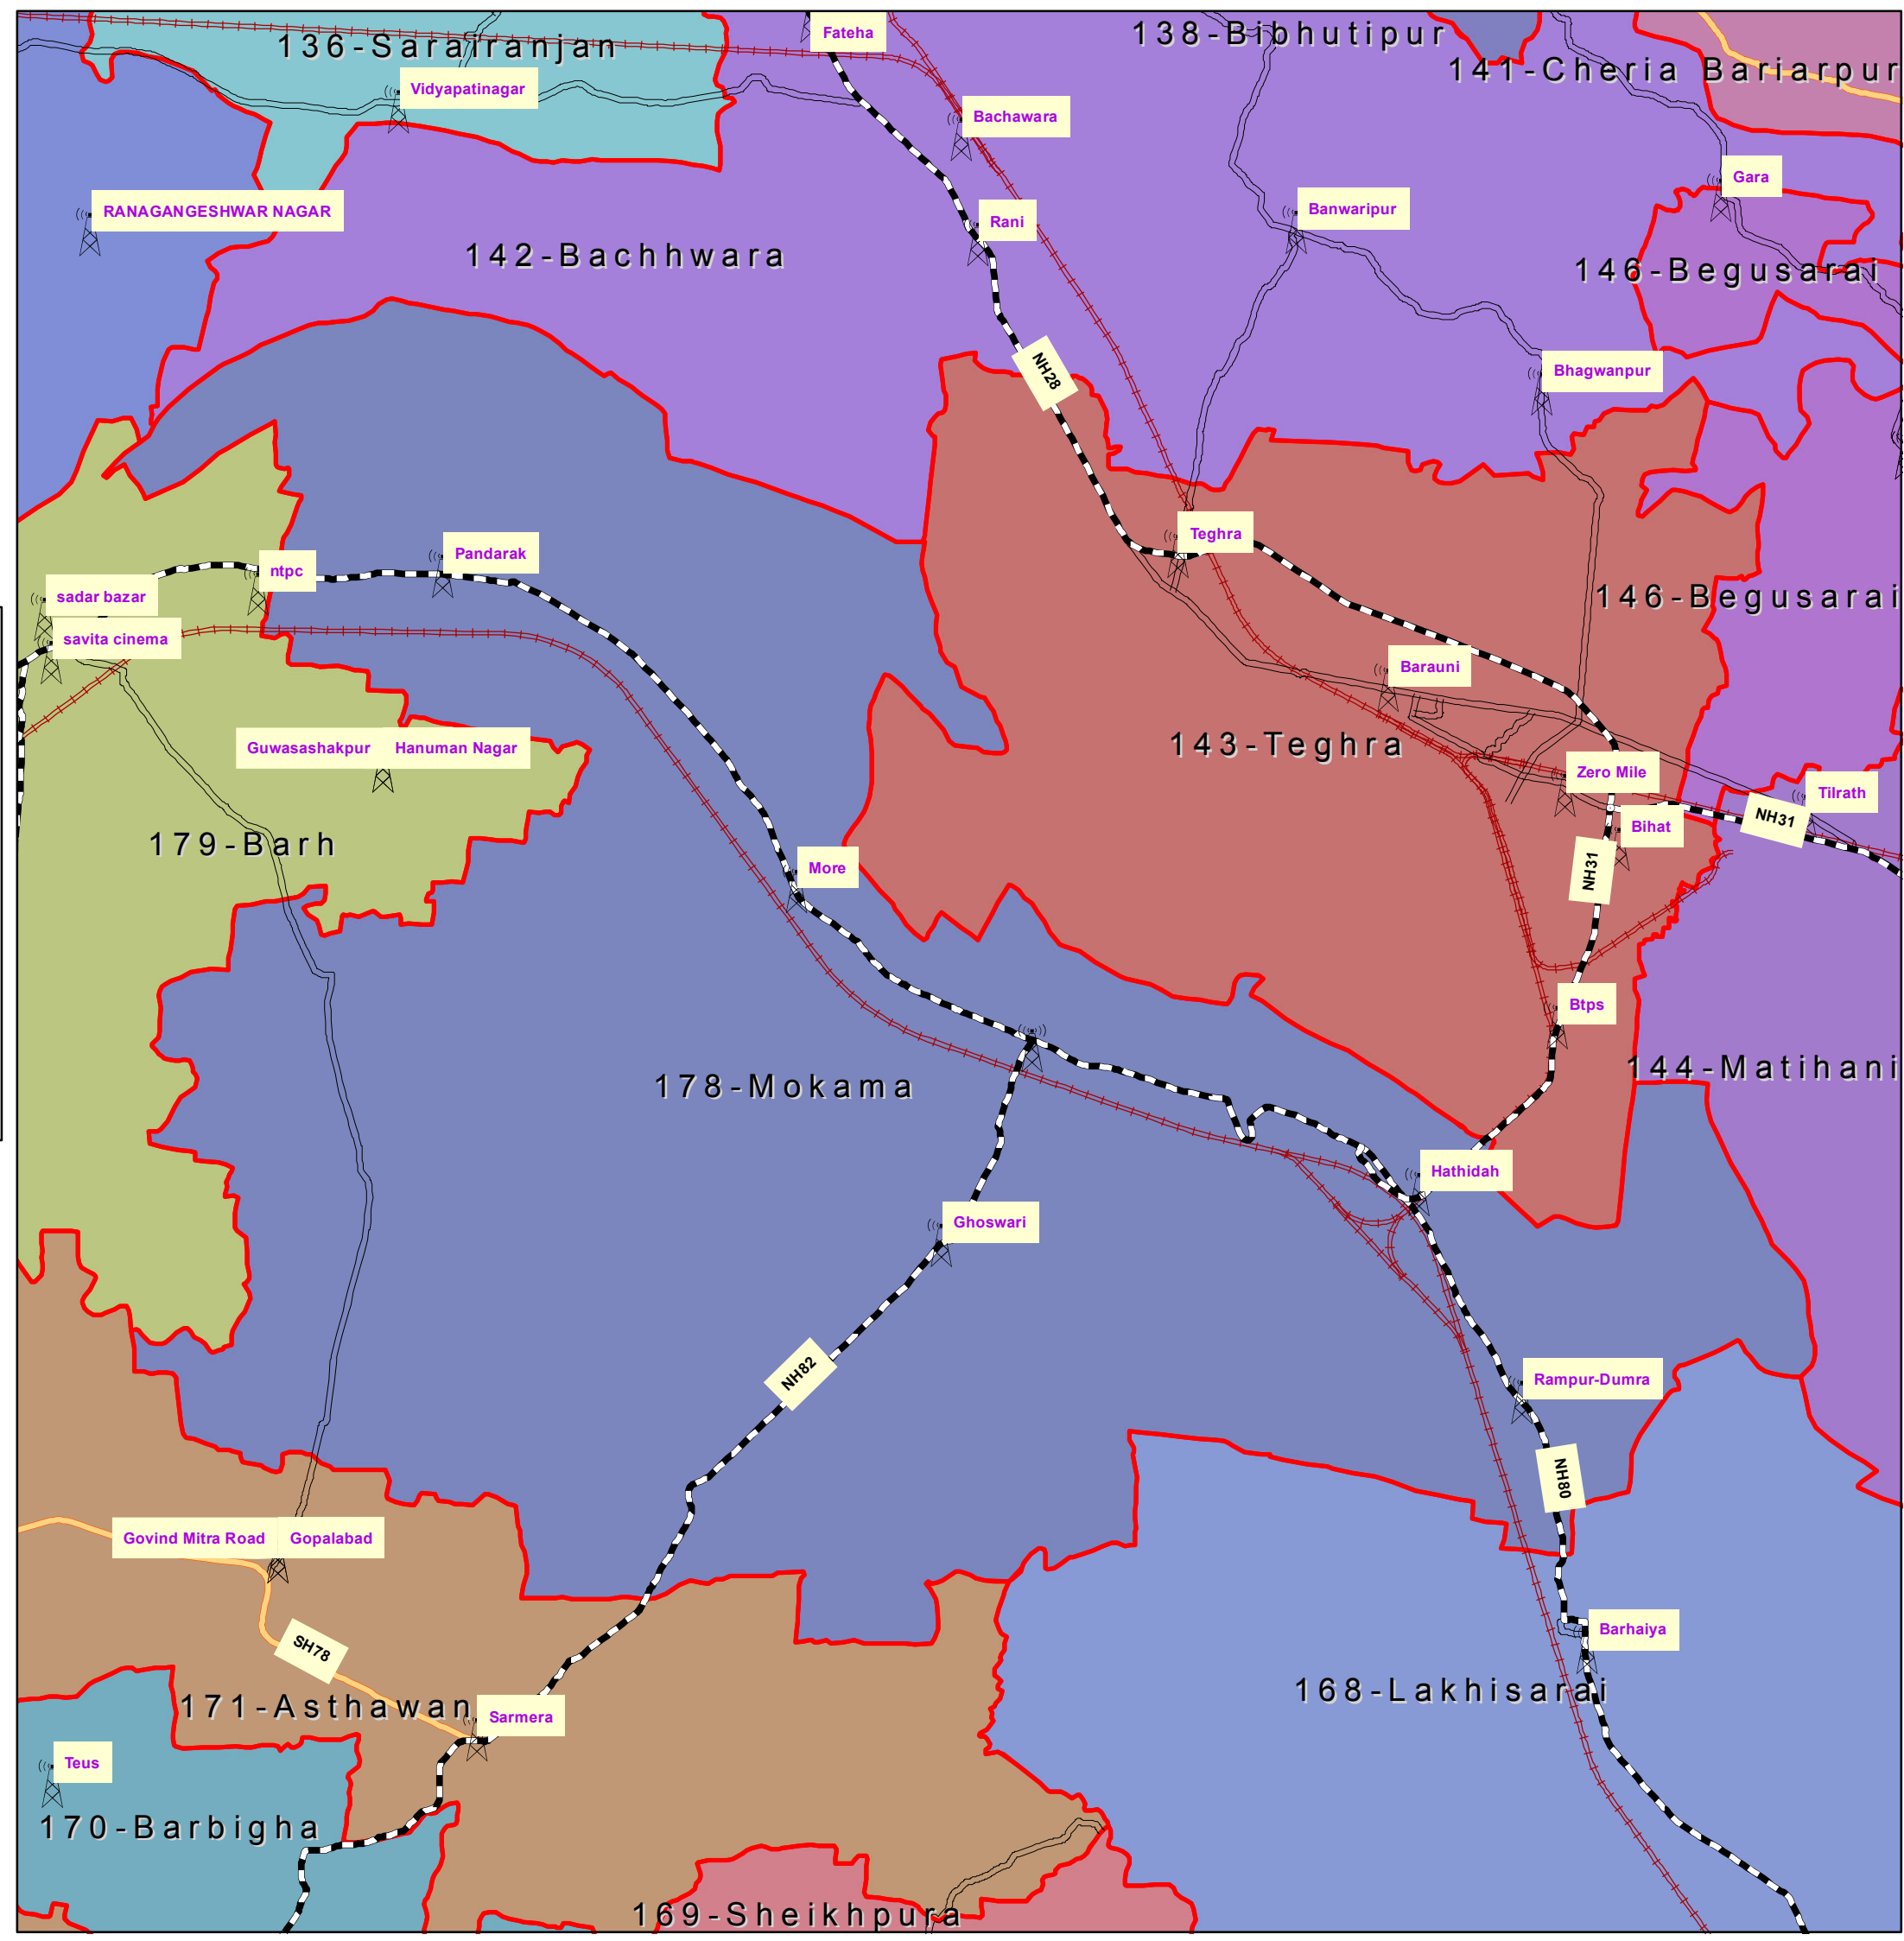 Fateha
138-Bibhutipur
136-Sarairanjan
141-Cheria Bariarpur
Vidyapatinagar
Bachawara
Gara
RANAGANGESHWAR NAGAR
Banwaripur
Rani
142-Bachhwara
146-Begusarai
NH28
Bhagwanpur
Teghra
Pandarak
ntpc
sadar bazar
146-Begusarai
savita cinema
Barauni
Guwasashakpur
Hanuman Nagar
143-Teghra
Zero Mile
Tilrath
NH31
Bihat
179-Barh
More
NH31
Btps
144-Matihani
178-Mokama
Hathidah
Ghoswari
NH82
Rampur-Dumra
NH80
Govind Mitra Road
Gopalabad
Barhaiya
SH78
168-Lakhisarai
171-Asthawan
Sarmera
Teus
170-Barbigha
169-Sheikhpura